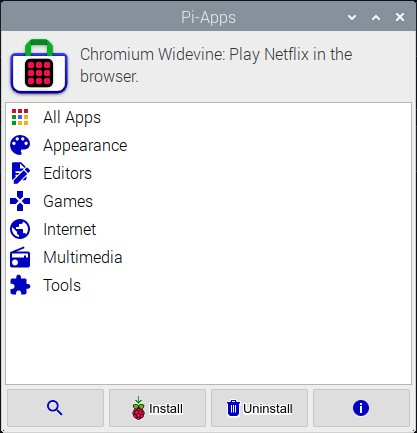 Pi-Apps
Chromium Widevine: Play Netflix in the
browser.
All Apps
Appearance
Editors
Games
Internet
Multimedia
Tools
Install
Uninstall